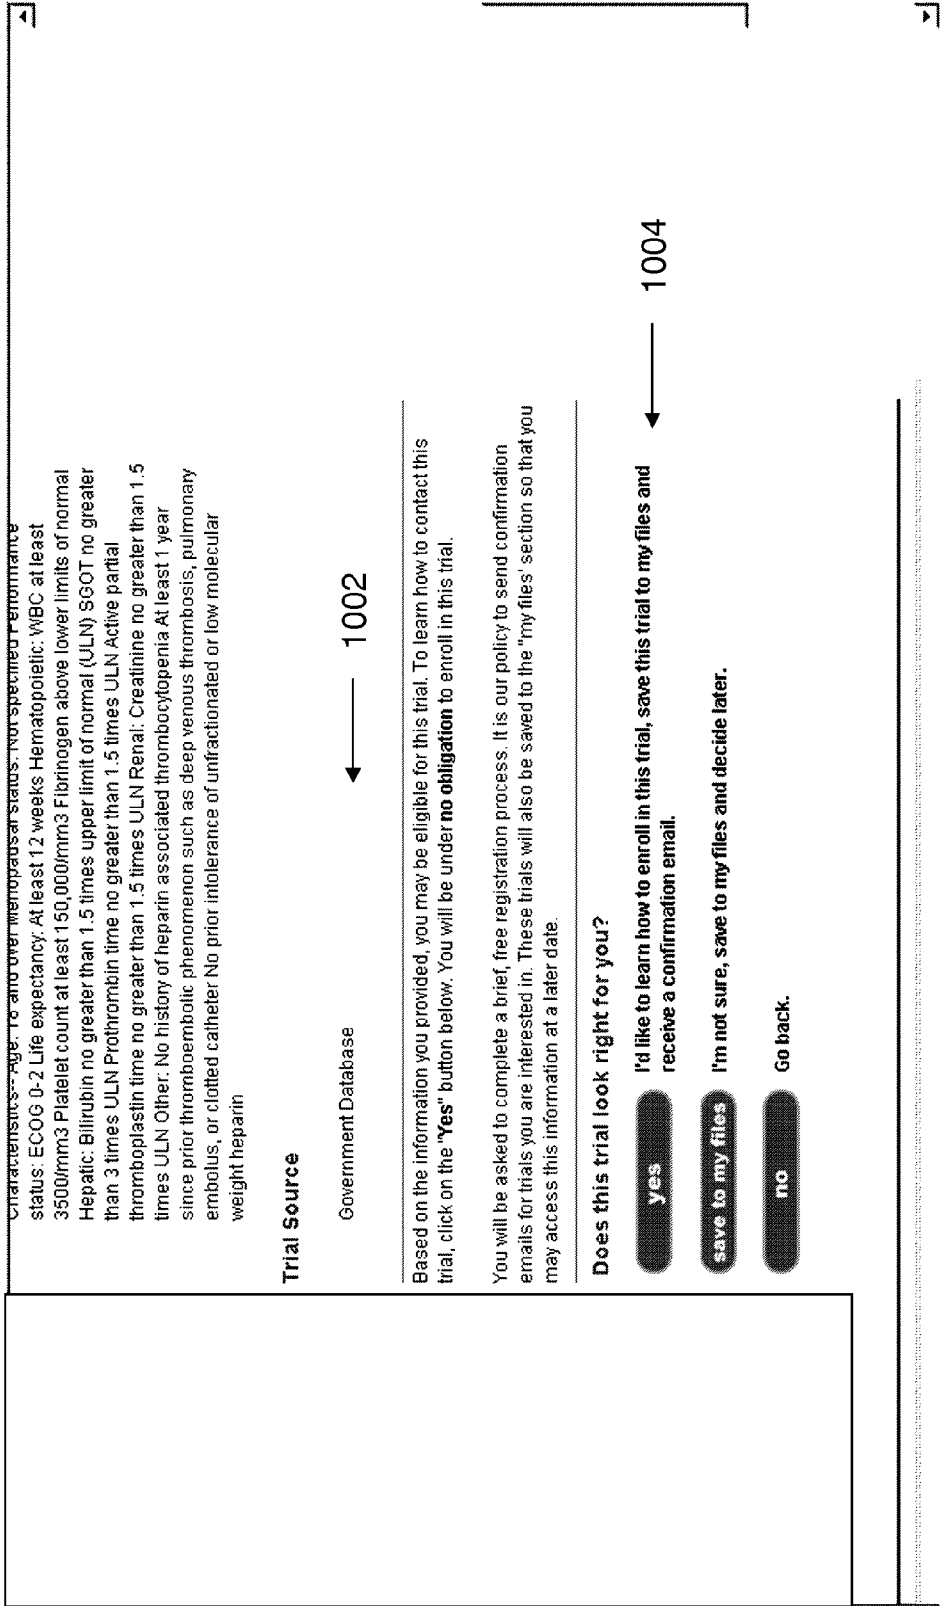 Characteristics-- Age: 18 and over Menopausal status: Not specified Performance
status: ECOG 0-2 Life expectancy: At least 12 weeks Hematopoietic: WBC at least
3500/mm3 Platelet count at least 150,000/mm3 Fibrinogen above lower limits of normal
Hepatic: Bilirubin no greater than 1.5 times upper limit of normal (ULN) SGOT no greater
than 3 times ULN Prothrombin time no greater than 1.5 times ULN Active partial
thromboplastin time no greater than 1.5 times ULN Renal: Creatinine no greater than 1.5
times ULN Other: No history of heparin associated thrombocytopenia At least 1 year
since prior thromboembolic phenomenon such as deep venous thrombosis, pulmonary
embolus, or clotted catheter No prior intolerance of unfractionated or low molecular
weight heparin
Trial Source
Government Database
1002
Based on the information you provided, you may be eligible for this trial. To learn how to contact this
trial, click on the "Yes" button below. You will be under no obligation to enroll in this trial.
You will be asked to complete a brief, free registration process. It is our policy to send confirmation
emails for trials you are interested in. These trials will also be saved to the "my files' section so that you
may access this information at a later date.
Does this trial look right for you?
yes
I'd like to learn how to enroll in this trial, save this trial to my files and
receive a confirmation email.
1004
save to my files
I'm not sure, save to my files and decide later.
no
Go back.